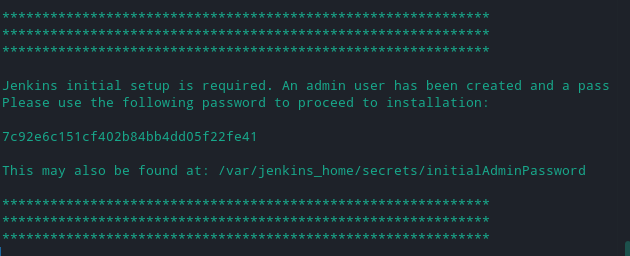 *************************************************************
*************************************************************
*************************************************************
Jenkins initial setup is required. An admin user has been created and a pass
Please use the following password to proceed to installation:
7c92e6c151cf402b84bb4dd05f22fe41
This may also be found at: /var/jenkins_home/secrets/initialAdminPassword
*************************************************************
*************************************************************
*************************************************************